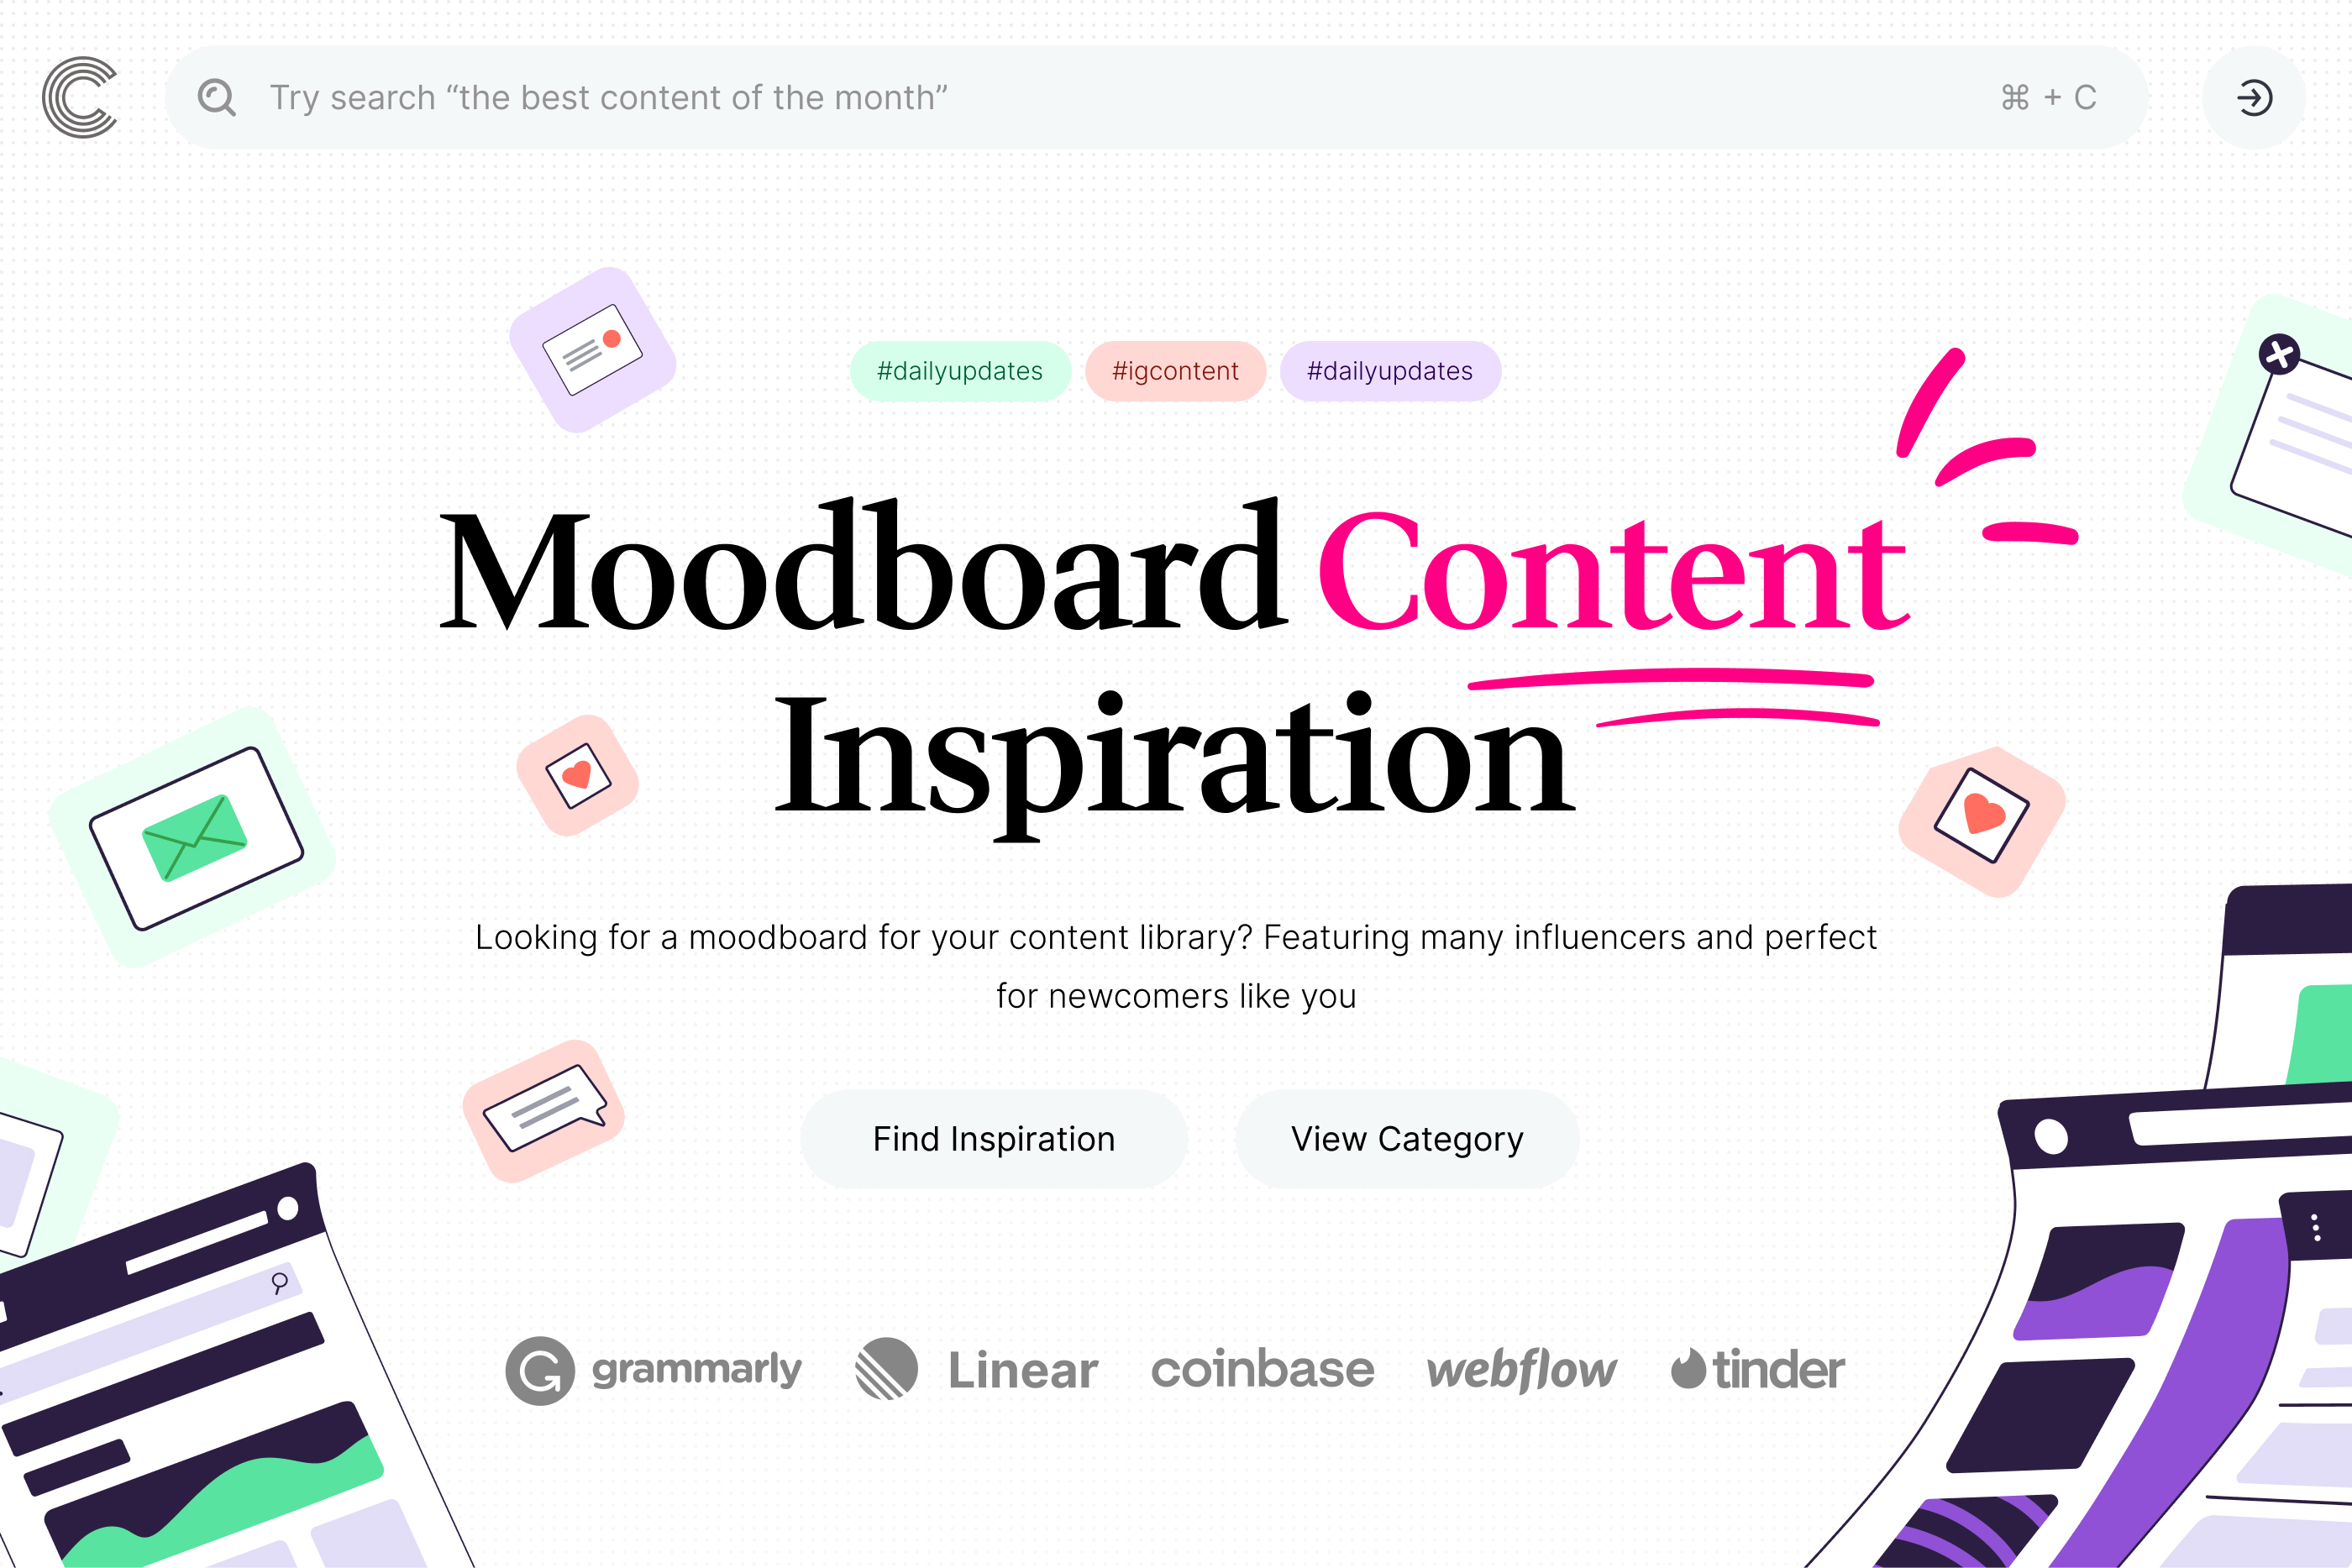 C
Try search “the best content of the month”
⌘ + C
#dailyupdates
#igcontent
#dailyupdates
Moodboard Content
Inspiration
Looking for a moodboard for your content library? Featuring many influencers and perfect
for newcomers like you
Find Inspiration
View Category
grammarly
Linear
coinbase
webflow
tinder